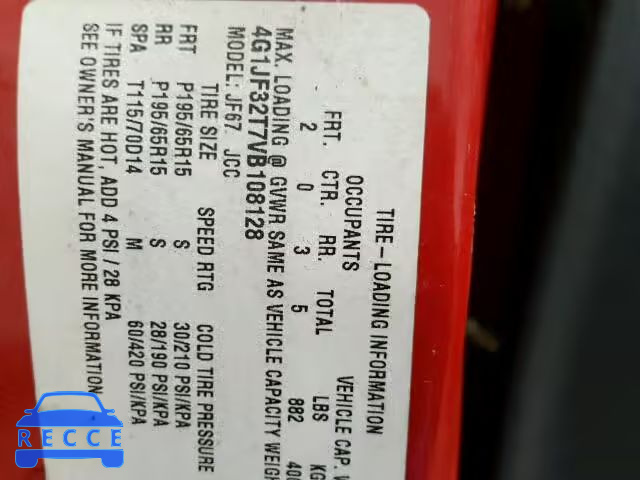 TIRE-LOADING INFORMATION
OCCUPANTS VEHICLE CAP. W
FRT. CTR. RR. TOTAL LBS KG
2 0 3 5 882 400
MAX. LOADING @ GVWR SAME AS VEHICLE CAPACITY WEIGH
4G1JF32T7VB108128
MODEL: JF67 JCC
TIRE SIZE SPEED RTG COLD TIRE PRESSURE
FRT P195/65R15 S 30/210 PSI/KPA
RR P195/65R15 S 28/190 PSI/KPA
SPA T115/70D14 M 60/420 PSI/KPA
IF TIRES ARE HOT, ADD 4 PSI / 28 KPA
SEE OWNER'S MANUAL FOR MORE INFORMATION
RECCE